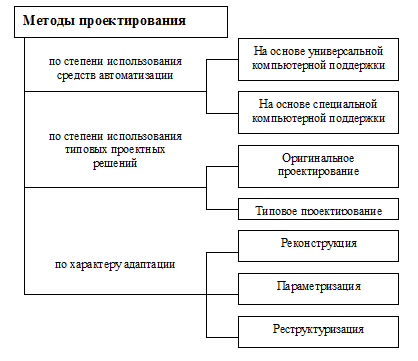 Методы проектирования
по степени использования
средств автоматизации
На основе универсальной
компьютерной поддержки
На основе специальной
компьютерной поддержки
по степени использования
типовых проектных
решений
Оригинальное
проектирование
Типовое проектирование
по характеру адаптации
Реконструкция
Параметризация
Реструктуризация